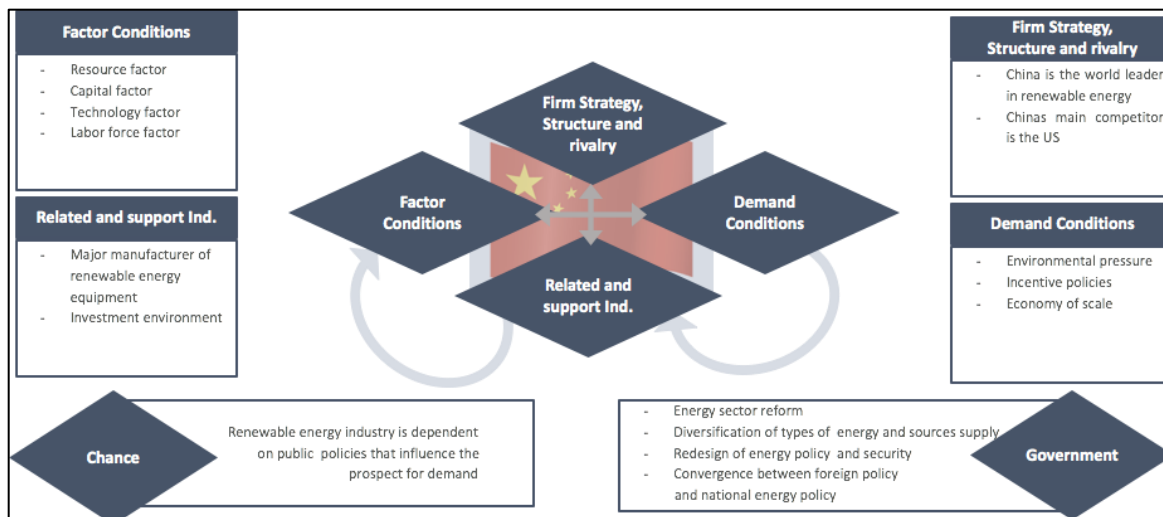 Factor Conditions
- Resource factor
- Capital factor
- Technology factor
- Labor force factor
Related and support Ind.
- Major manufacturer of
renewable energy
equipment
- Investment environment
Firm Strategy,
Structure and
rivalry
Factor
Conditions
Demand
Conditions
Related and
support Ind.
Firm Strategy,
Structure and rivalry
- China is the world leader
in renewable energy
- Chinas main competitor
is the US
Demand Conditions
- Environmental pressure
- Incentive policies
- Economy of scale
Chance
Renewable energy industry is dependent
on public policies that influence the
prospect for demand
- Energy sector reform
- Diversification of types of energy and sources supply
- Redesign of energy policy and security
- Convergence between foreign policy
and national energy policy
Government